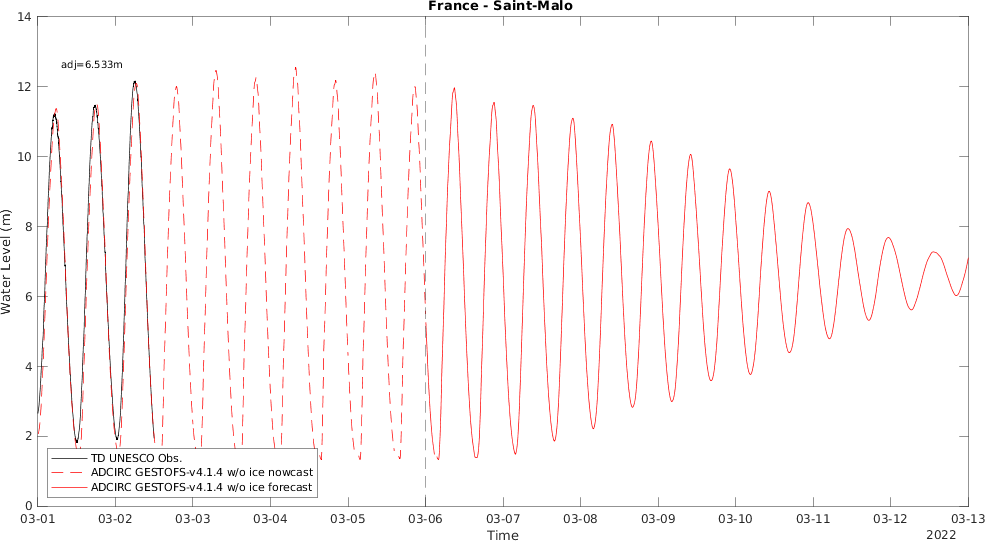 France - Saint-Malo
14
adj=6.533m
12
10
8
6
4
2
0
Water Level (m)
TD UNESCO Obs.
ADCIRC GESTOFS-v4.1.4 w/o ice nowcast
ADCIRC GESTOFS-v4.1.4 w/o ice forecast
03-01 03-02 03-03 03-04 03-05 03-06 03-07 03-08 03-09 03-10 03-11 03-12 03-13
Time
2022